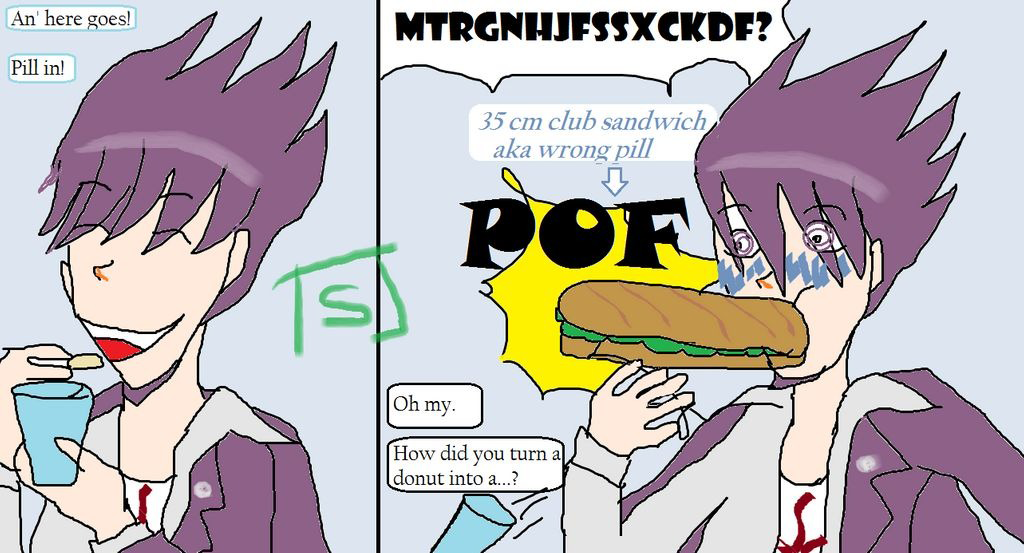 An' here goes!
Pill in!
MTRGNHJFSSXCKDF?
35 cm club sandwich
aka wrong pill
POF
S
Oh my.
How did you turn a
donut into a...?